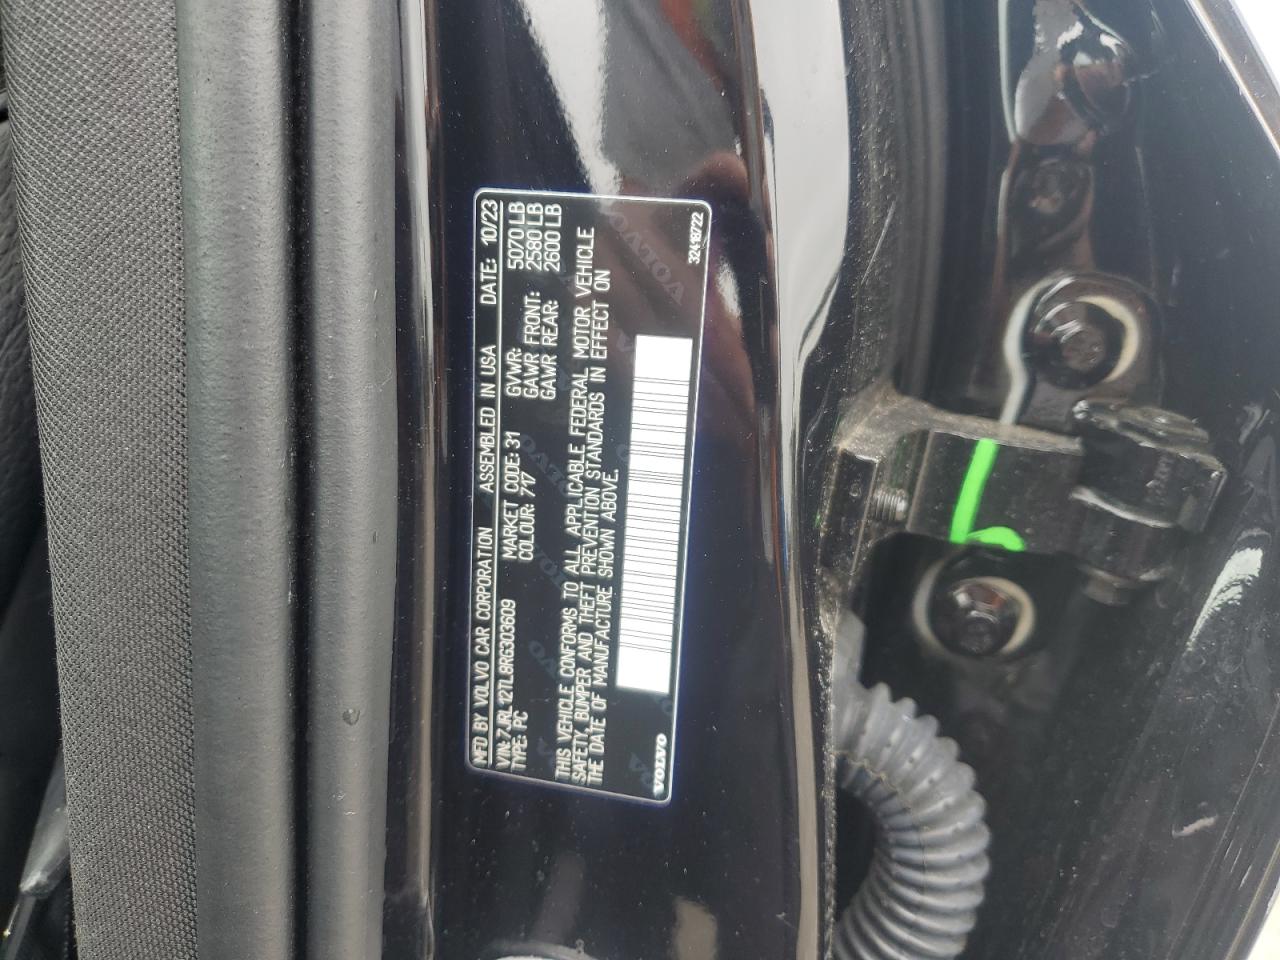 MFD BY VOLVO CAR CORPORATION ASSEMBLED IN USA DATE: 10/23
VIN: 7JRL12TL8RG303609 MARKET CODE: 31 GVWR: 5070 LB
TYPE: PC COLOUR: 717 GAWR FRONT: 2580 LB
GAWR REAR: 2600 LB
THIS VEHICLE CONFORMS TO ALL APPLICABLE FEDERAL MOTOR VEHICLE
SAFETY, BUMPER AND THEFT PREVENTION STANDARDS IN EFFECT ON
THE DATE OF MANUFACTURE SHOWN ABOVE.
VOLVO 32418722